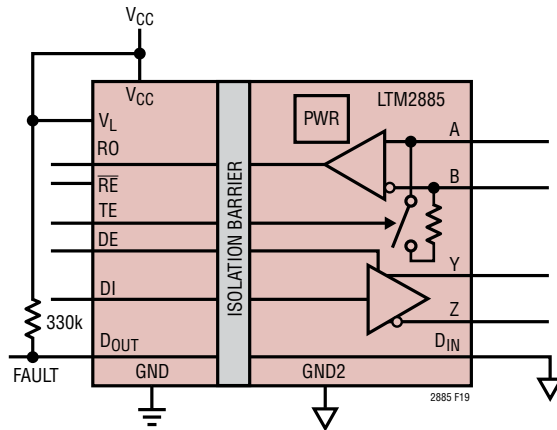 VCC
VCC
LTM2885
PWR
VL
A
RO
B
RE
TE
DE
Y
DI
Z
330k
DOUT
DIN
FAULT
GND
GND2
ISOLATION BARRIER
2885 F19